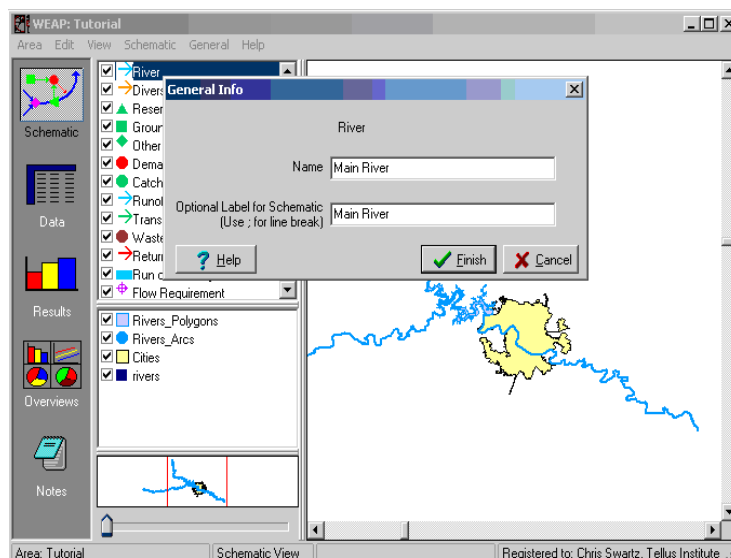 WEAP: Tutorial
Area Edit View Schematic General Help
Schematic
Data
Results
Overviews
Notes
River
Divers
Reser
Groun
Other
Dema
Catch
Runof
Trans
Waste
Return
Run o
Flow Requirement
General Info
River
Name
Main River
Optional Label for Schematic
(Use ; for line break)
Main River
Help
Finish
Cancel
Rivers_Polygons
Rivers_Arcs
Cities
rivers
Area: Tutorial
Schematic View
Registered to: Chris Swartz, Tellus Institute